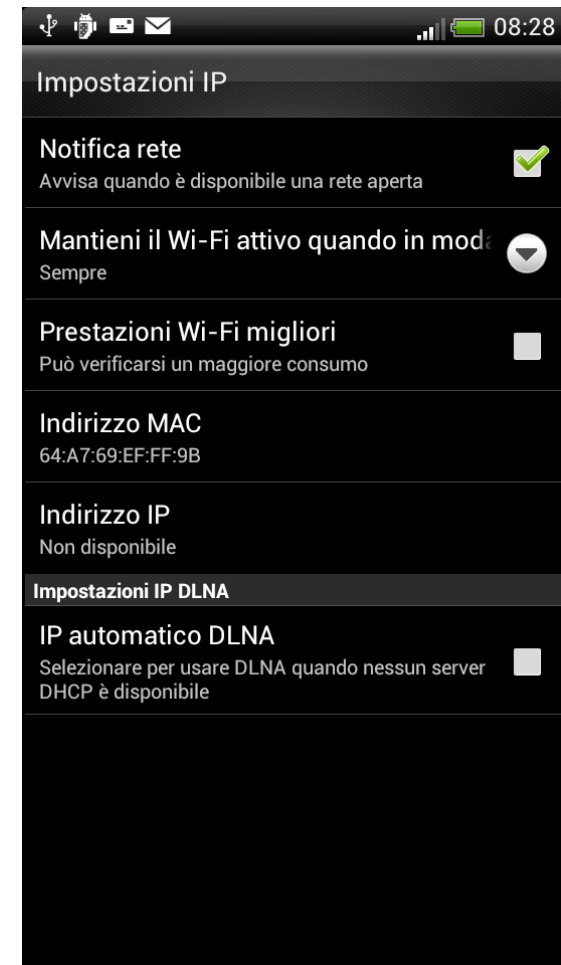 08:28
Impostazioni IP
Notifica rete
Avvisa quando è disponibile una rete aperta
Mantieni il Wi-Fi attivo quando in moda
Sempre
Prestazioni Wi-Fi migliori
Può verificarsi un maggiore consumo
Indirizzo MAC
64:A7:69:EF:FF:9B
Indirizzo IP
Non disponibile
Impostazioni IP DLNA
IP automatico DLNA
Selezionare per usare DLNA quando nessun server
DHCP è disponibile